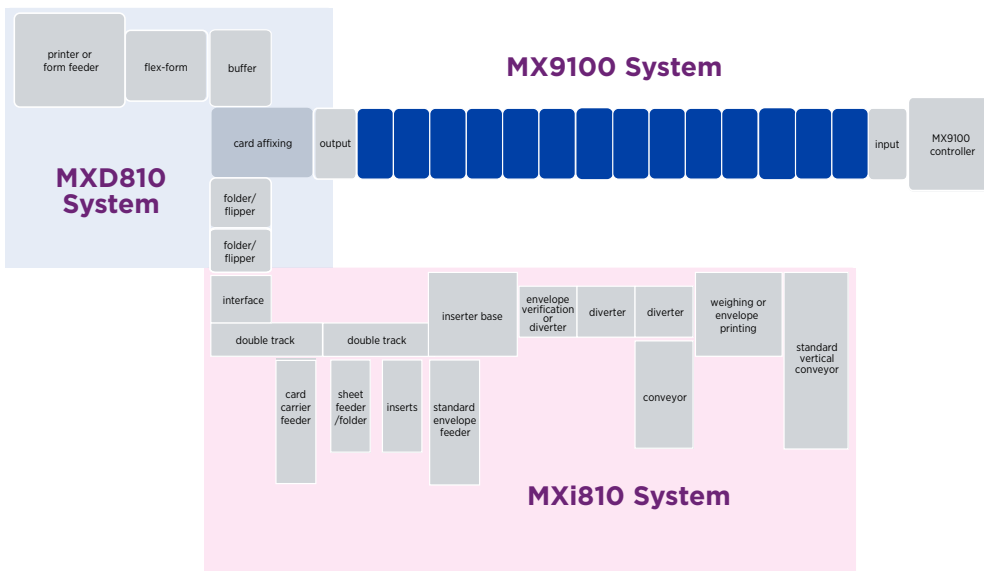 printer or
form feeder
flex-form
buffer
MX9100 System
card affixing
output
input
MX9100
controller
MXD810
System
folder/
flipper
folder/
flipper
interface
double track
double track
inserter base
envelope
verification
or
diverter
diverter
diverter
weighing or
envelope
printing
standard
vertical
conveyor
card
carrier
feeder
sheet
feeder
/folder
inserts
standard
envelope
feeder
conveyor
MXi810 System